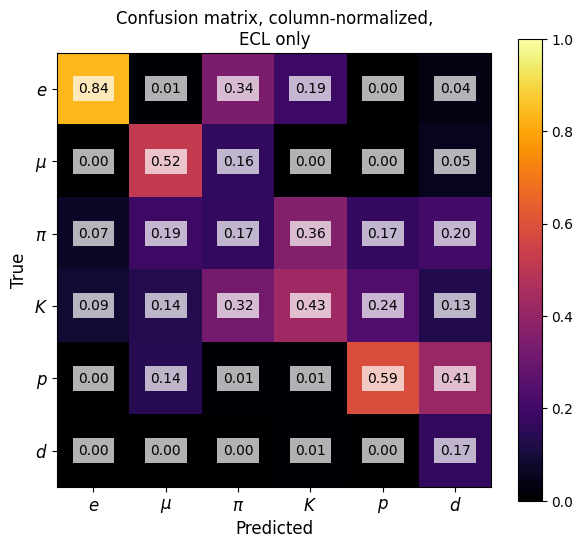 Confusion matrix, column-normalized,
ECL only
True
e 0.84 0.01 0.34 0.19 0.00 0.04
μ 0.00 0.52 0.16 0.00 0.00 0.05
π 0.07 0.19 0.17 0.36 0.17 0.20
K 0.09 0.14 0.32 0.43 0.24 0.13
p 0.00 0.14 0.01 0.01 0.59 0.41
d 0.00 0.00 0.00 0.01 0.00 0.17
e μ π K p d
Predicted
1.0
0.8
0.6
0.4
0.2
0.0